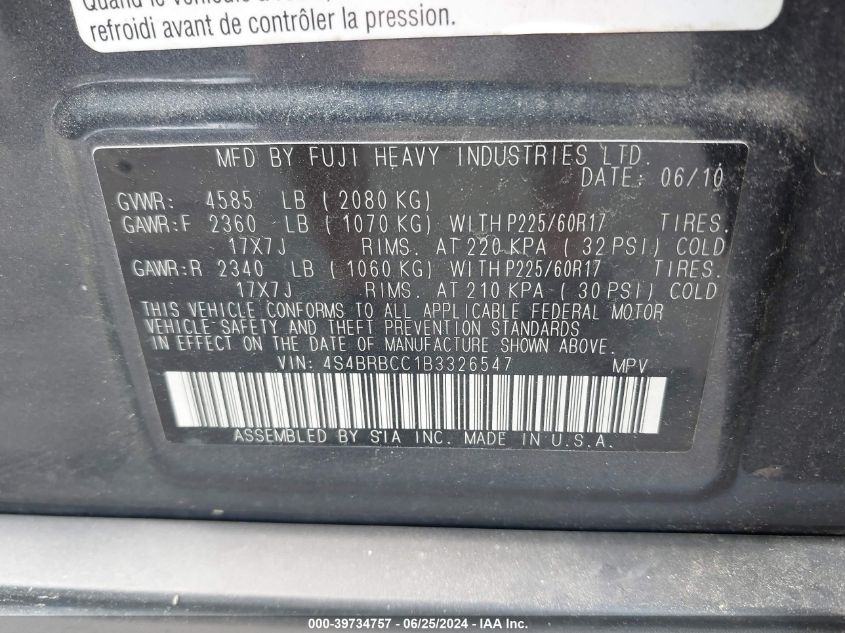 Quand le véhicule a
refroidi avant de contrôler la pression.
MFD BY FUJI HEAVY INDUSTRIES LTD.
DATE: 06/10
GVWR: 4585 LB ( 2080 KG)
GAWR:F 2360 LB ( 1070 KG) WITH P225/60R17 TIRES.
17X7J RIMS. AT 220 KPA ( 32 PSI) COLD
GAWR:R 2340 LB ( 1060 KG) WITH P225/60R17 TIRES.
17X7J RIMS. AT 210 KPA ( 30 PSI) COLD
THIS VEHICLE CONFORMS TO ALL APPLICABLE FEDERAL MOTOR
VEHICLE SAFETY AND THEFT PREVENTION STANDARDS
IN EFFECT ON THE DATE OF MANUFACTURE SHOWN ABOVE.
VIN: 4S4BRBCC1B3326547 MPV
ASSEMBLED BY SIA INC. MADE IN U.S.A.
000-39734757 - 06/25/2024 - IAA Inc.